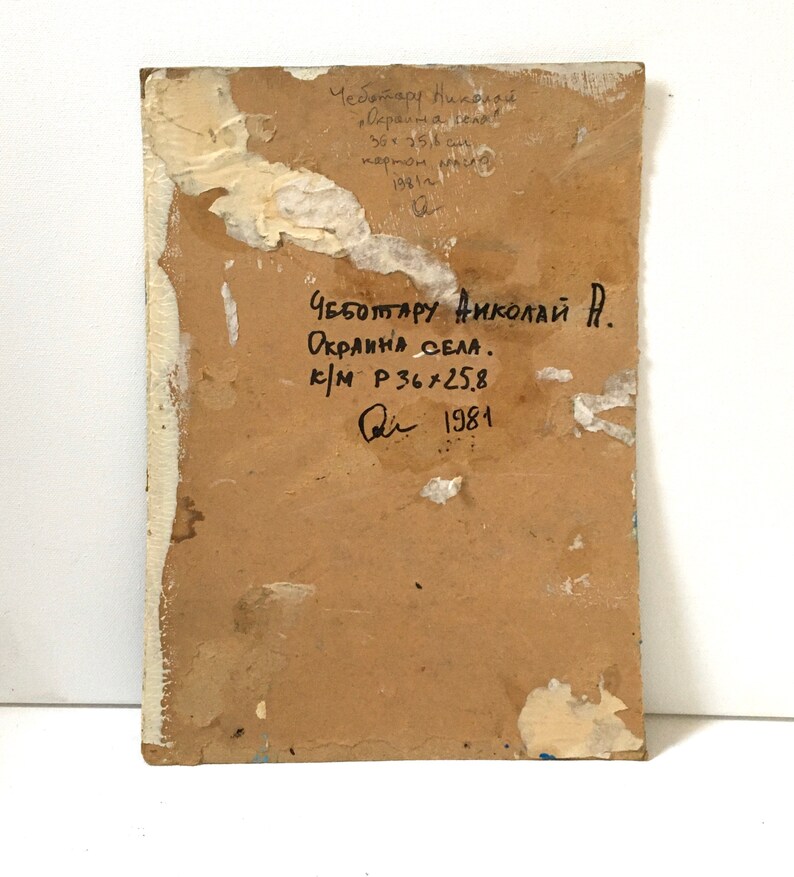 Чеботару Николай
„Окраина села"
36 x 25,8 см
картон масло
1981 г
ЧЕБОТАРУ НИКОЛАЙ А.
ОКРАИНА СЕЛА.
К/М Р 36 x 25.8
1981